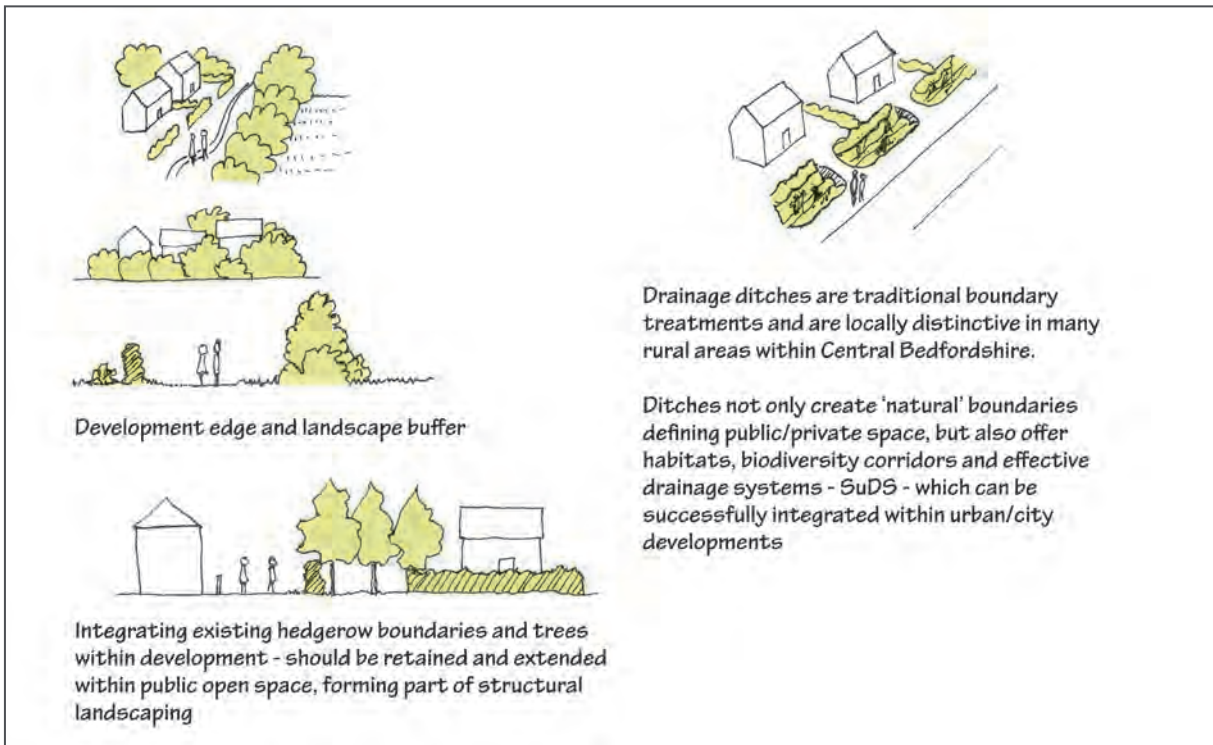 Development edge and landscape buffer
Integrating existing hedgerow boundaries and trees
within development - should be retained and extended
within public open space, forming part of structural
landscaping
Drainage ditches are traditional boundary
treatments and are locally distinctive in many
rural areas within Central Bedfordshire.
Ditches not only create ‘natural’ boundaries
defining public/private space, but also offer
habitats, biodiversity corridors and effective
drainage systems - SuDS - which can be
successfully integrated within urban/city
developments